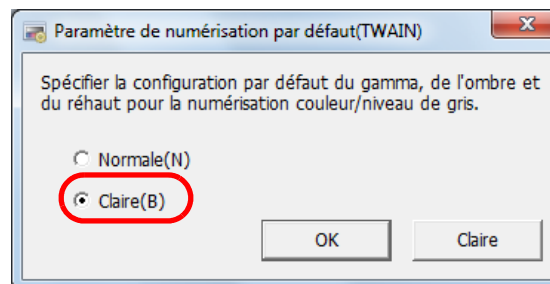 Paramètre de numérisation par défaut(TWAIN)
Spécifier la configuration par défaut du gamma, de l'ombre et
du réhaut pour la numérisation couleur/niveau de gris.
Normale(N)
Claire(B)
OK Claire